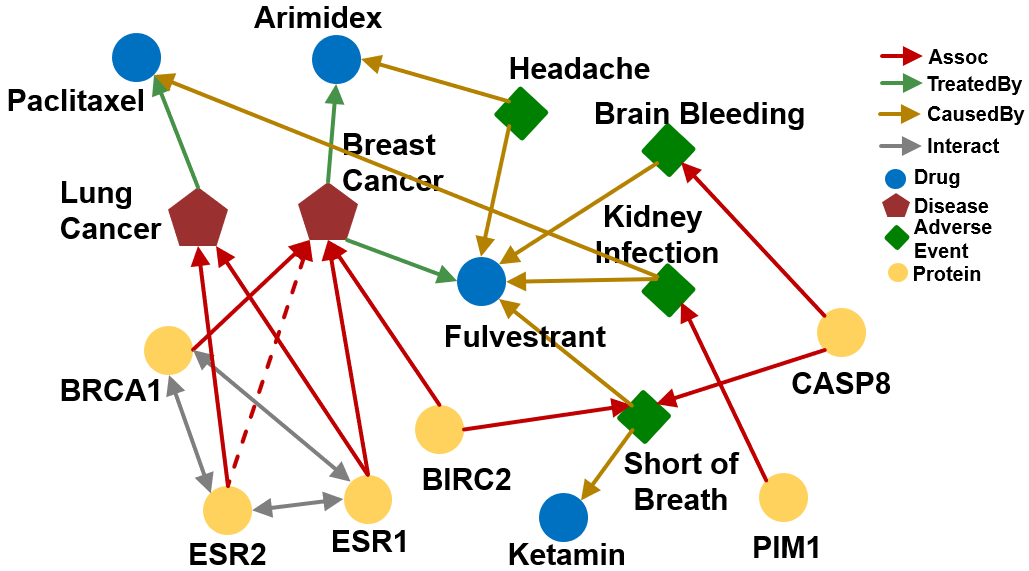 Arimidex
Paclitaxel
Headache
Brain Bleeding
Breast
Cancer
Lung
Cancer
Kidney
Infection
Fulvestrant
BRCA1
CASP8
BIRC2
Short of
Breath
ESR2
ESR1
Ketamin
PIM1
Assoc
TreatedBy
CausedBy
Interact
Drug
Disease
Adverse
Event
Protein